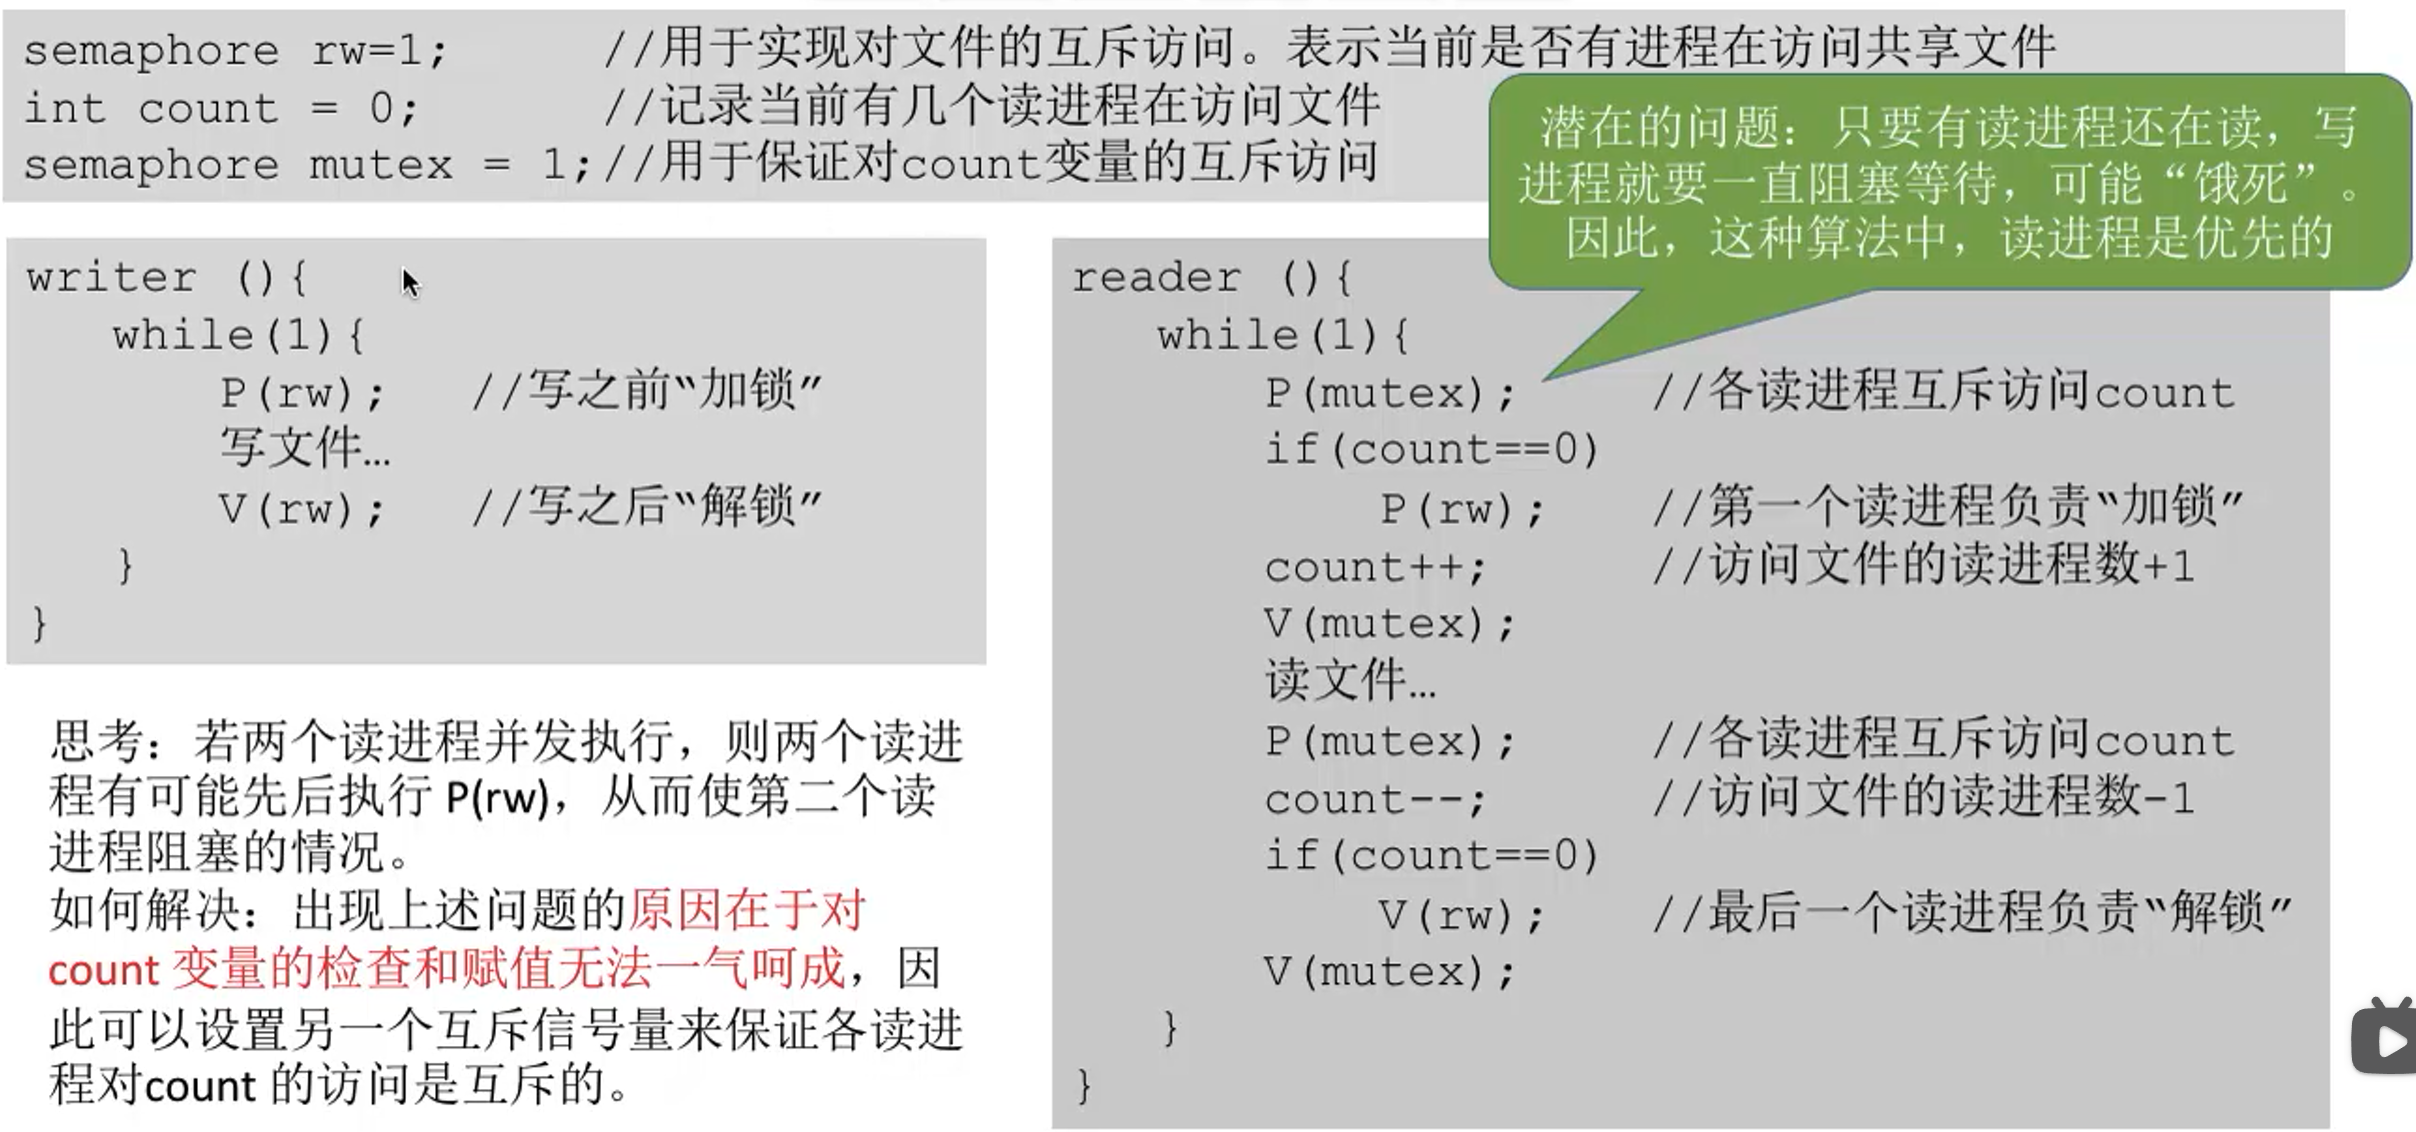 semaphore rw=1;      //用于实现对文件的互斥访问。表示当前是否有进程在访问共享文件
int count = 0;       //记录当前有几个读进程在访问文件
semaphore mutex = 1;//用于保证对count变量的互斥访问
潜在的问题：只要有读进程还在读，写
进程就要一直阻塞等待，可能“饿死”。
因此，这种算法中，读进程是优先的
writer (){
while(1){
P(rw);   //写之前“加锁”
写文件…
V(rw);   //写之后“解锁”
}
}
思考：若两个读进程并发执行，则两个读进
程有可能先后执行 P(rw)，从而使第二个读
进程阻塞的情况。
如何解决：出现上述问题的原因在于对
count 变量的检查和赋值无法一气呵成，因
此可以设置另一个互斥信号量来保证各读进
程对count 的访问是互斥的。
reader (){
while(1){
P(mutex);     //各读进程互斥访问count
if(count==0)
P(rw);    //第一个读进程负责“加锁”
count++;      //访问文件的读进程数+1
V(mutex);
读文件…
P(mutex);     //各读进程互斥访问count
count--;      //访问文件的读进程数-1
if(count==0)
V(rw);    //最后一个读进程负责“解锁”
V(mutex);
}
}